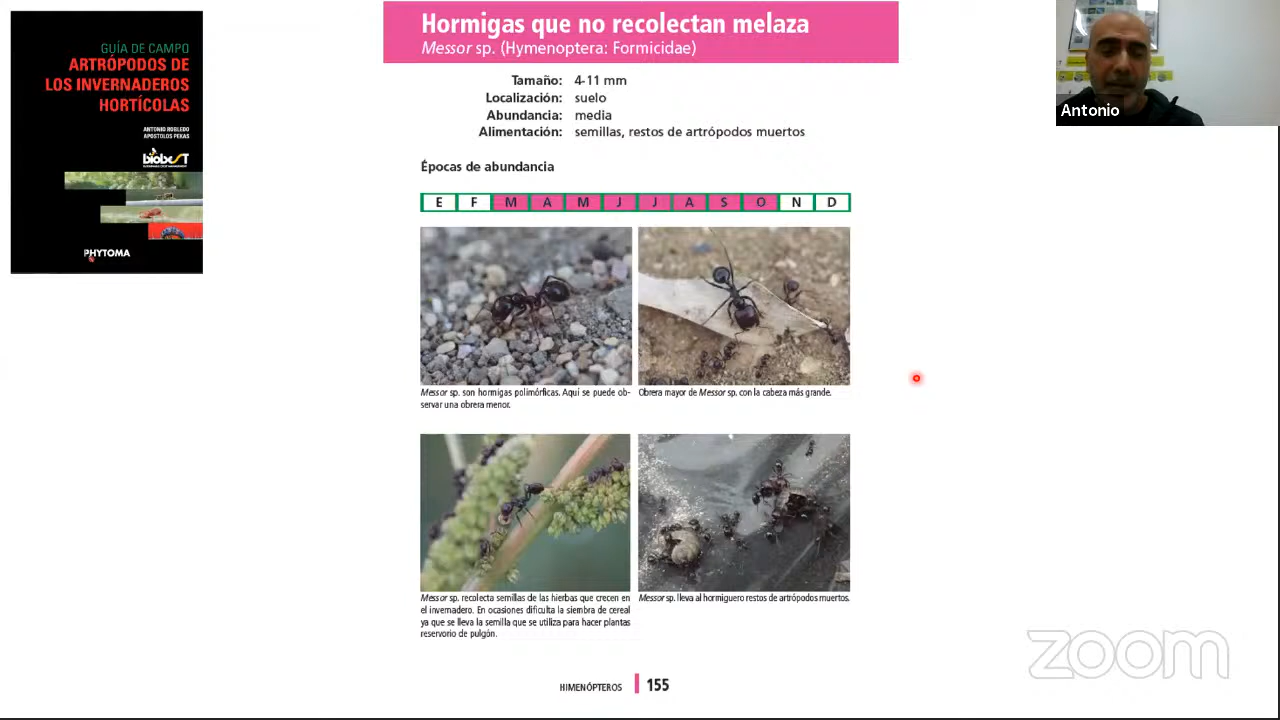 GUÍA DE CAMPO
ARTRÓPODOS DE
LOS INVERNADEROS
HORTÍCOLAS
ANTONIO ROBLEDO
APOSTOLOS PEKAS
biobest
PHYTOMA
Hormigas que no recolectan melaza
Messor sp. (Hymenoptera: Formicidae)
Tamaño: 4-11 mm
Localización: suelo
Abundancia: media
Alimentación: semillas, restos de artrópodos muertos
Épocas de abundancia
E F M A M J J A S O N D
Messor sp. son hormigas polimórficas. Aquí se puede ob-
servar una obrera menor.
Obrera mayor de Messor sp. con la cabeza más grande.
Messor sp. recolecta semillas de las hierbas que crecen en
el invernadero. En ocasiones dificulta la siembra de cereal
ya que se lleva la semilla que se utiliza para hacer plantas
reservorio de pulgón.
Messor sp. lleva al hormiguero restos de artrópodos muertos.
HIMENÓPTEROS 155
Antonio
zoom